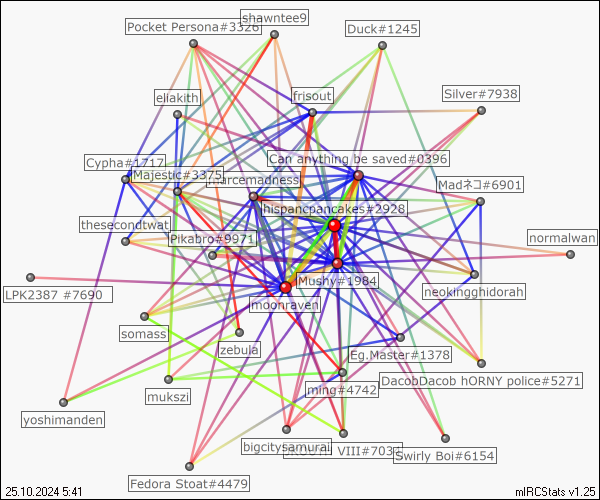 shawntee9
Pocket Persona#3326
Duck#1245
Silver#7938
eliakith
frisout
Can anything be saved#0396
Cypha#1717
Majestic#3375
marcemadness
Madネコ#6901
hispancpancakes#2928
thesecondtwat
Pikabro#9971
normalwan
Mushy#1984
neokingghidorah
LPK2387 #7690
moonraven
somass
zebula
Eg.Master#1378
DacobDacob hORNY police#5271
ming#4742
mukszi
yoshimanden
bigcitysamurai
VIII#703
Swirly Boi#6154
Fedora Stoat#4479
25.10.2024 5:41
mIRCStats v1.25